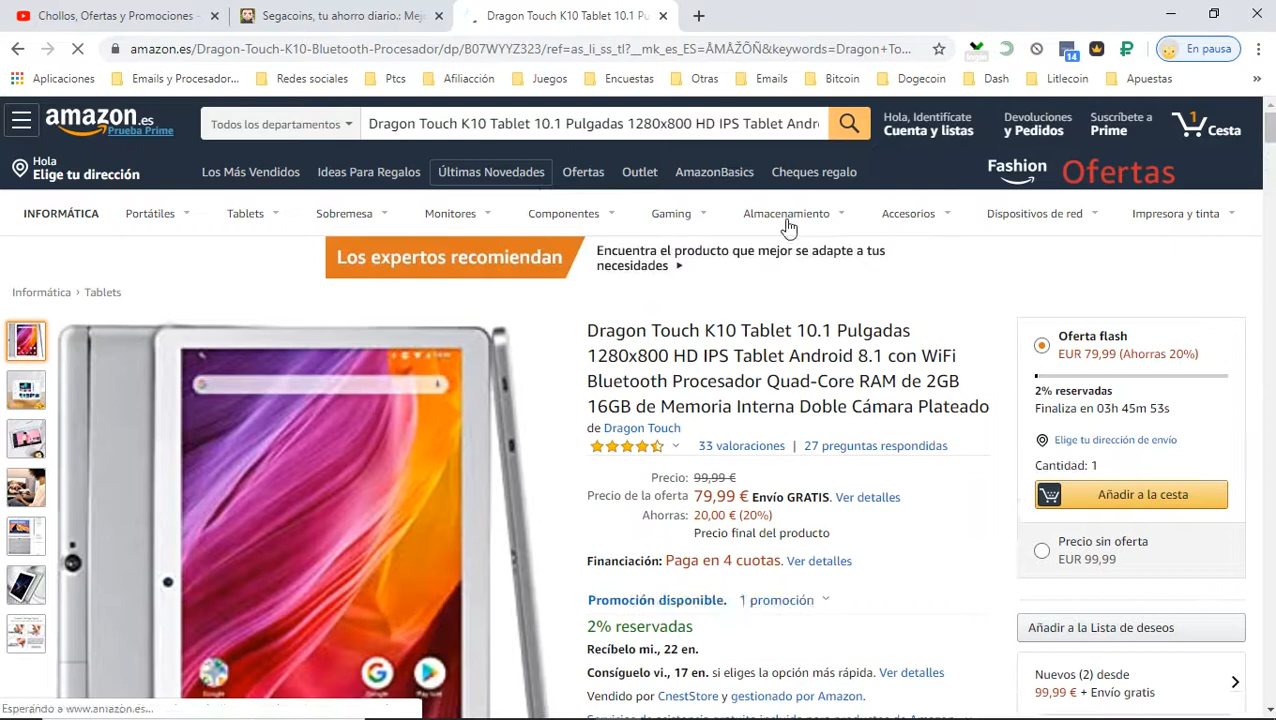 Chollos, Ofertas y Promociones -
Segacoins, tu ahorro diario.: Mej
Dragon Touch K10 Tablet 10.1 Pu
amazon.es/Dragon-Touch-K10-Bluetooth-Procesador/dp/B07WYYZ323/ref=as_li_ss_tl?__mk_es_ES=ÅMÅŽÕÑ&keywords=Dragon+To...
14
En pausa
Aplicaciones
Emails y Procesador...
Redes sociales
Ptcs
Afiliacción
Juegos
Encuestas
Otras
Emails
Bitcoin
Dogecoin
Dash
Litlecoin
Apuestas
»
amazon.es
Prueba Prime
Todos los departamentos
Dragon Touch K10 Tablet 10.1 Pulgadas 1280x800 HD IPS Tablet Andr
Hola, Identifícate
Cuenta y listas
Devoluciones
y Pedidos
Suscríbete a
Prime
1
Cesta
Hola
Elige tu dirección
Los Más Vendidos
Ideas Para Regalos
Últimas Novedades
Ofertas
Outlet
AmazonBasics
Cheques regalo
Fashion
Ofertas
INFORMÁTICA
Portátiles
Tablets
Sobremesa
Monitores
Componentes
Gaming
Almacenamiento
Accesorios
Dispositivos de red
Impresora y tinta
Los expertos recomiendan
Encuentra el producto que mejor se adapte a tus
necesidades ▸
Informática › Tablets
Dragon Touch K10 Tablet 10.1 Pulgadas
1280x800 HD IPS Tablet Android 8.1 con WiFi
Bluetooth Procesador Quad-Core RAM de 2GB
16GB de Memoria Interna Doble Cámara Plateado
de Dragon Touch
33 valoraciones | 27 preguntas respondidas
Precio: 99,99 €
Precio de la oferta 79,99 € Envío GRATIS. Ver detalles
Ahorras: 20,00 € (20%)
Precio final del producto
Financiación: Paga en 4 cuotas. Ver detalles
Promoción disponible. 1 promoción
2% reservadas
Recíbelo mi., 22 en.
Consíguelo vi., 17 en. si eliges la opción más rápida. Ver detalles
Vendido por CnestStore y gestionado por Amazon.
Servicios de asistencia gratuito incluido para productos de Amazon
Oferta flash
EUR 79,99 (Ahorras 20%)
2% reservadas
Finaliza en 03h 45m 53s
Elige tu dirección de envío
Cantidad: 1
Añadir a la cesta
Precio sin oferta
EUR 99,99
Añadir a la Lista de deseos
Nuevos (2) desde
99,99 € + Envío gratis
Esperando a www.amazon.es...